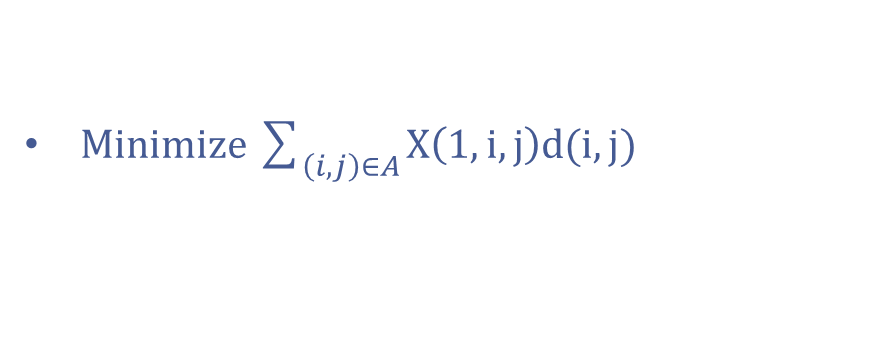 • Minimize ∑_(i,j)∈A X(1, i, j)d(i, j)